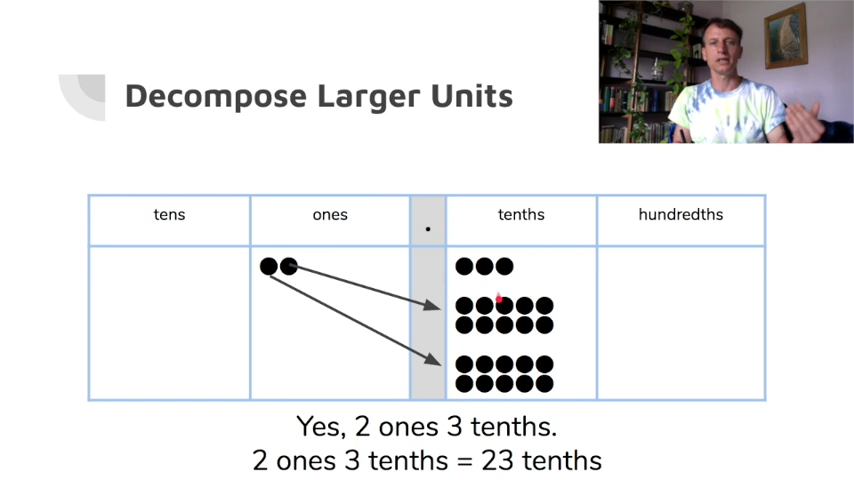 Decompose Larger Units
tens ones . tenths hundredths
Yes, 2 ones 3 tenths.
2 ones 3 tenths = 23 tenths